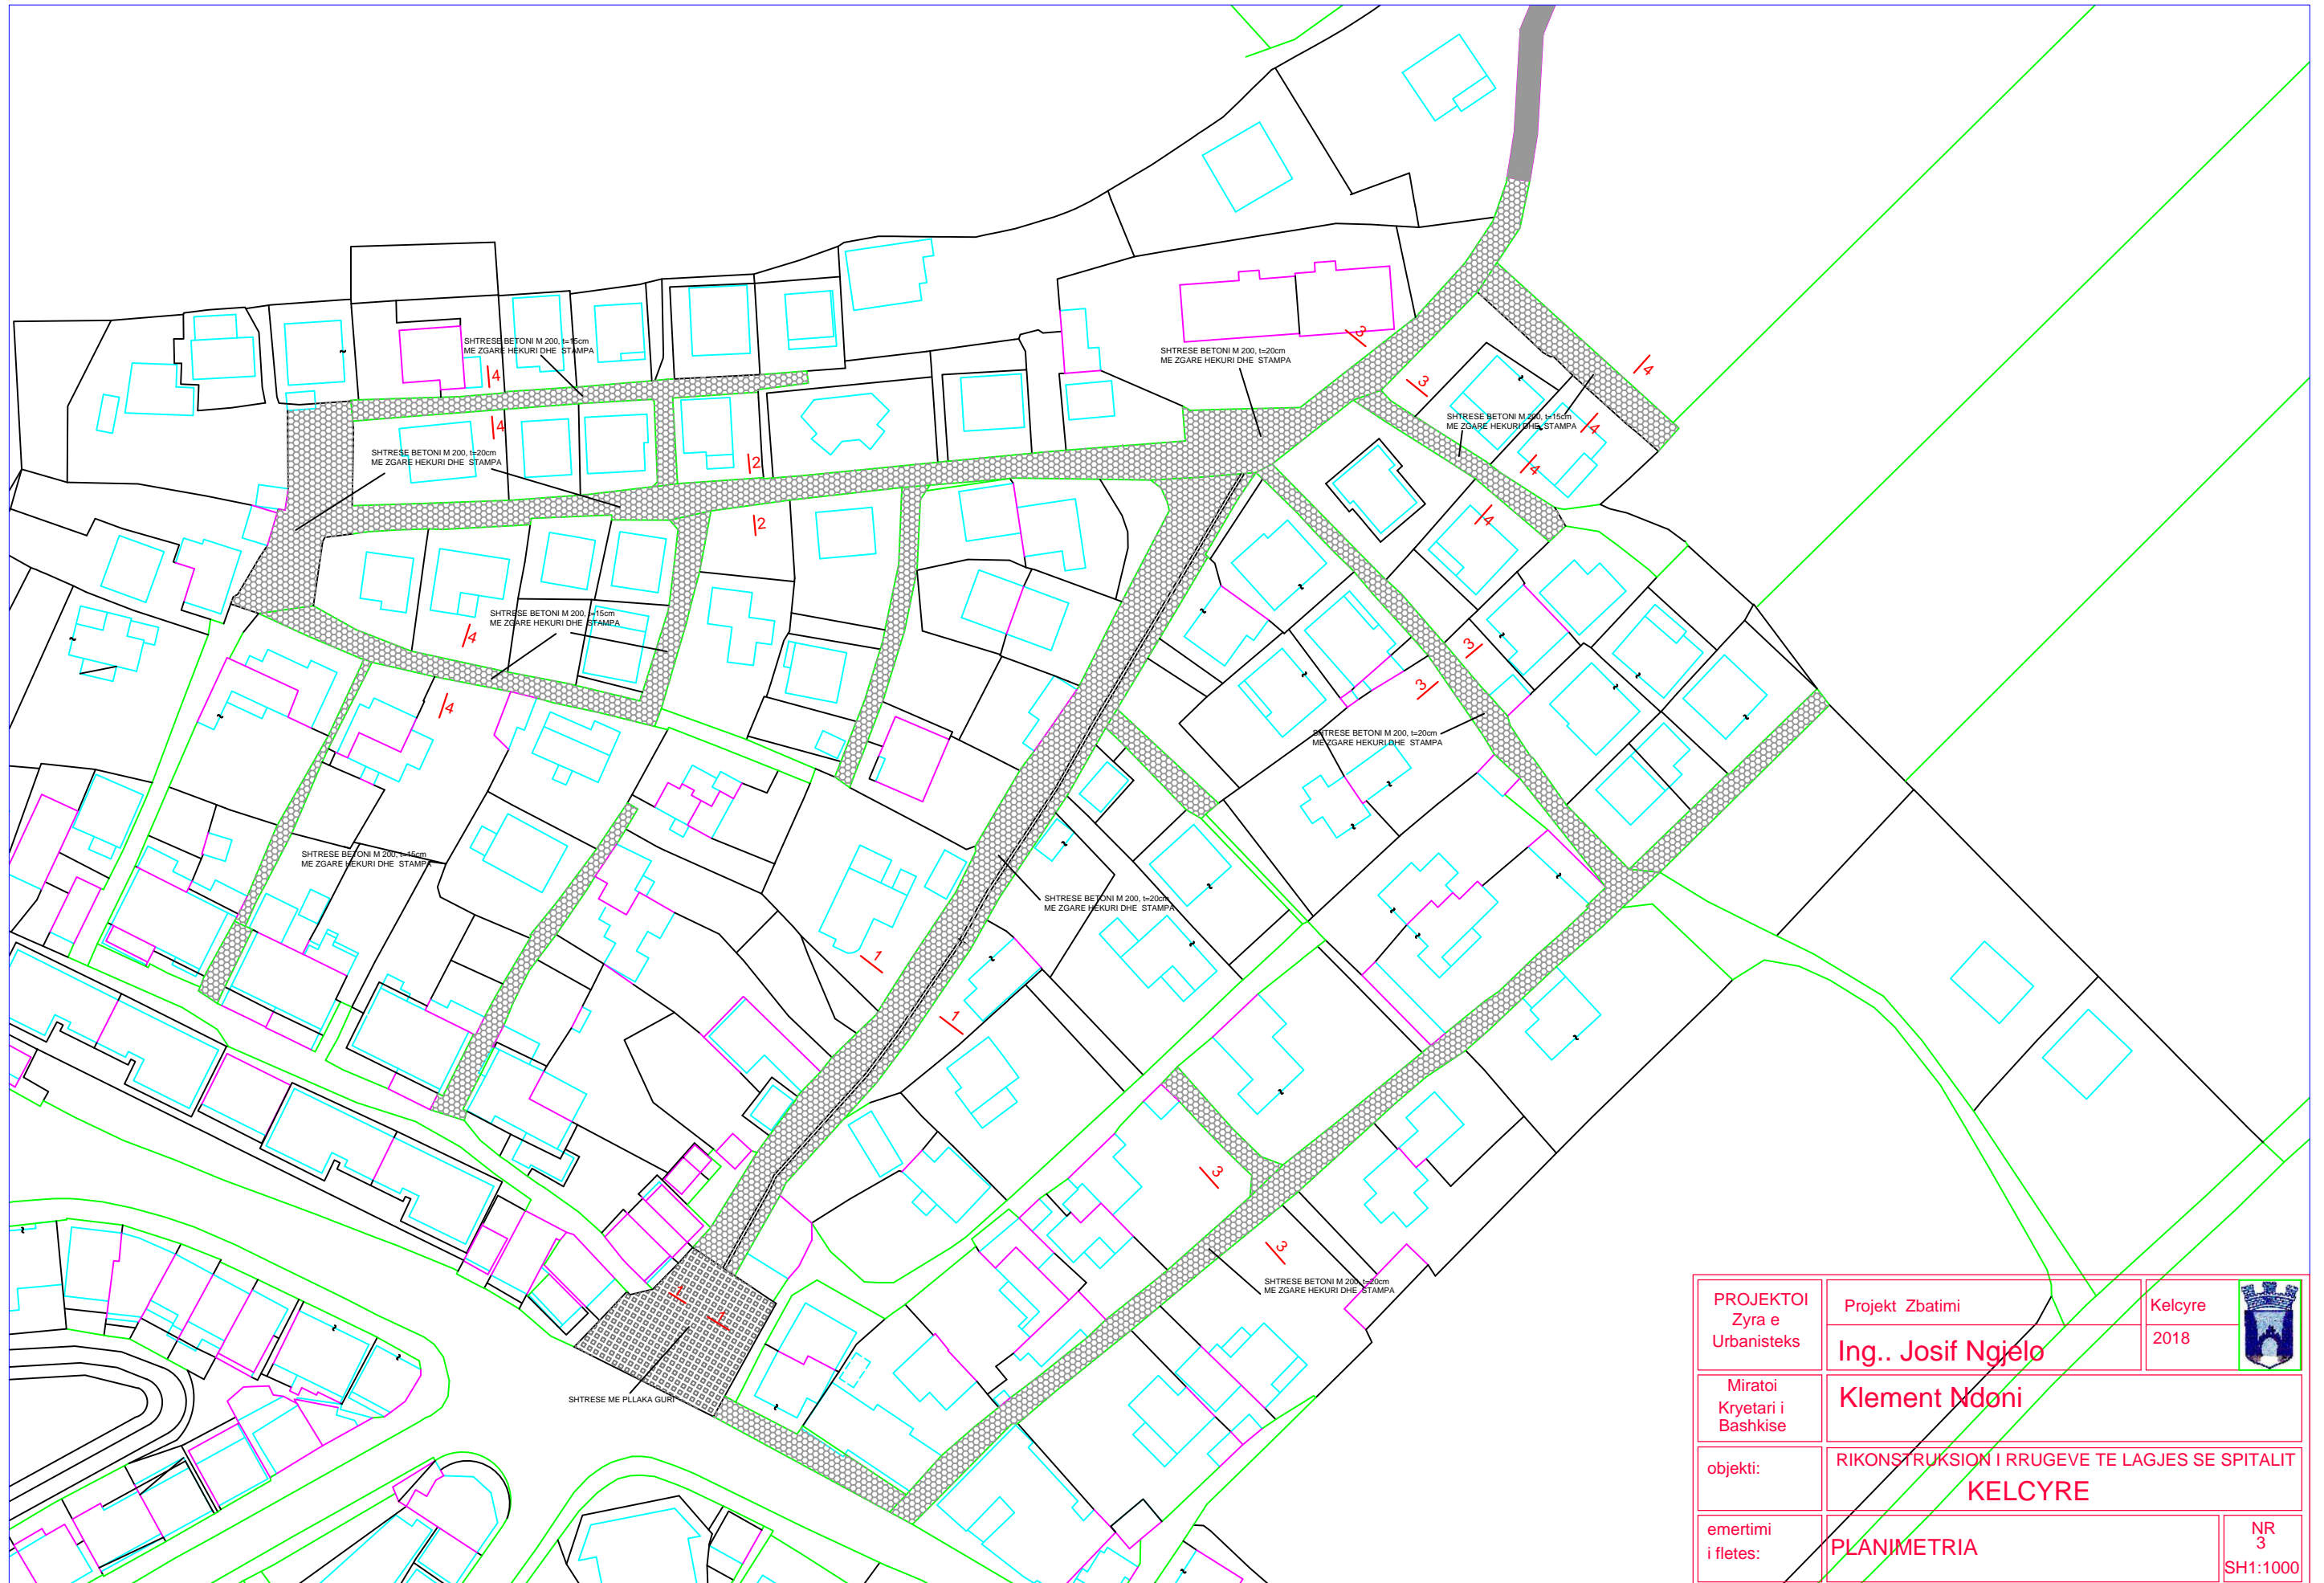 SHTRESE BETONI M 200, t=15cm
ME ZGARE HEKURI DHE STAMPA
4
4
SHTRESE BETONI M 200, t=20cm
ME ZGARE HEKURI DHE STAMPA
2
2
SHTRESE BETONI M 200, t=20cm
ME ZGARE HEKURI DHE STAMPA
3
3
4
SHTRESE BETONI M 200, t=15cm
ME ZGARE HEKURI DHE STAMPA
4
4
4
SHTRESE BETONI M 200, t=15cm
ME ZGARE HEKURI DHE STAMPA
4
4
3
3
SHTRESE BETONI M 200, t=20cm
ME ZGARE HEKURI DHE STAMPA
SHTRESE BETONI M 200, t=15cm
ME ZGARE HEKURI DHE STAMPA
SHTRESE BETONI M 200, t=20cm
ME ZGARE HEKURI DHE STAMPA
1
1
3
3
SHTRESE BETONI M 200, t=20cm
ME ZGARE HEKURI DHE STAMPA
1
1
SHTRESE ME PLLAKA GURI
PROJEKTOI
Zyra e
Urbanisteks
Projekt Zbatimi
Ing.. Josif Ngjelo
Kelcyre
2018
Miratoi
Kryetari i
Bashkise
Klement Ndoni
objekti:
RIKONSTRUKSION I RRUGEVE TE LAGJES SE SPITALIT
KELCYRE
emertimi
i fletes:
PLANIMETRIA
NR
3
SH1:1000